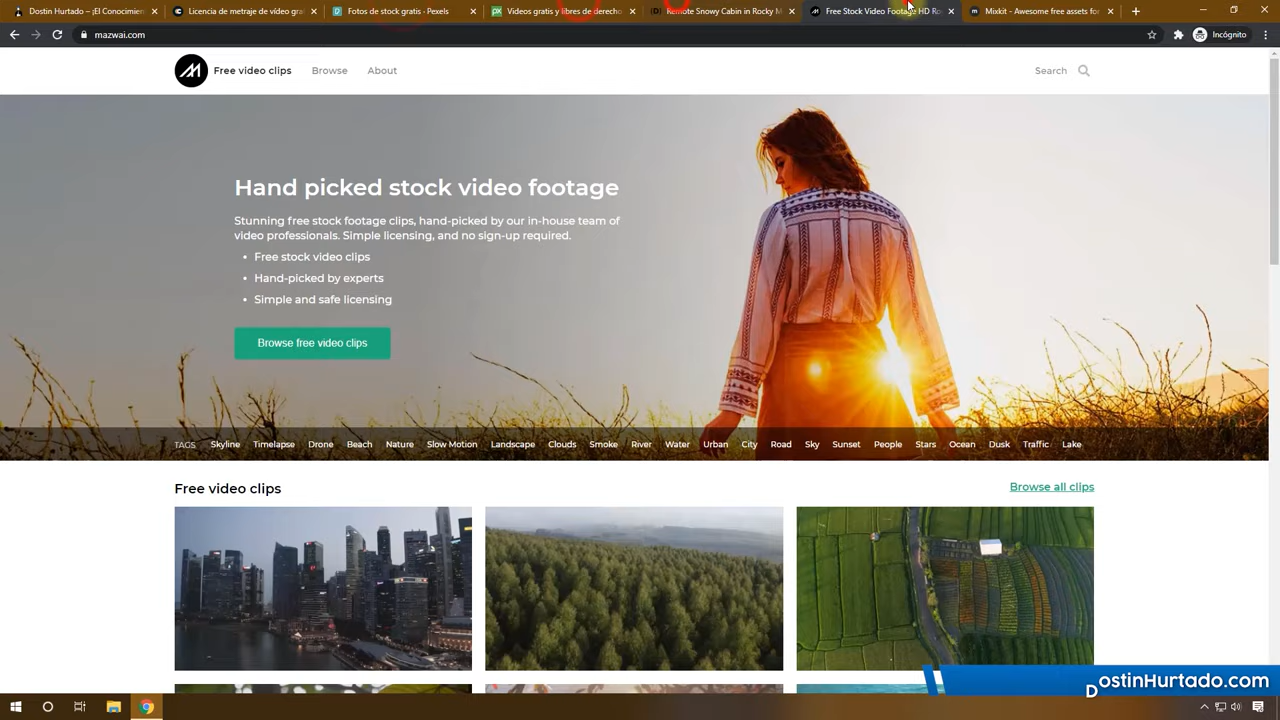 Dostin Hurtado | ¡El Conocimien
Licencia de metraje de vídeo Gra
Fotos de stock gratis · Pexels
Videos gratis y libres de derecho
Remote Snowy Cabin in Rocky M
Free Stock Video Footage HD Ro
Mixkit - Awesome free assets for
mazwai.com
Incógnito
Free video clips
Browse
About
Search
Hand picked stock video footage
Stunning free stock footage clips, hand-picked by our in-house team of
video professionals. Simple licensing, and no sign-up required.
• Free stock video clips
• Hand-picked by experts
• Simple and safe licensing
Browse free video clips
TAGS Skyline Timelapse Drone Beach Nature Slow Motion Landscape Clouds Smoke River Water Urban City Road Sky Sunset People Stars Ocean Dusk Traffic Lake
Free video clips
Browse all clips
DostinHurtado.com